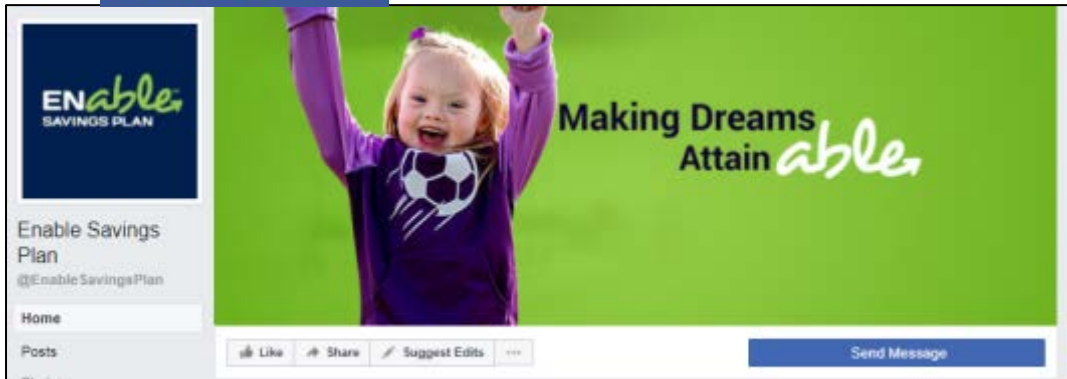 ENable
SAVINGS PLAN
Making Dreams
Attain able
Enable Savings
Plan
@EnableSavingsPlan
Home
Posts
Like
Share
Suggest Edits
...
Send Message